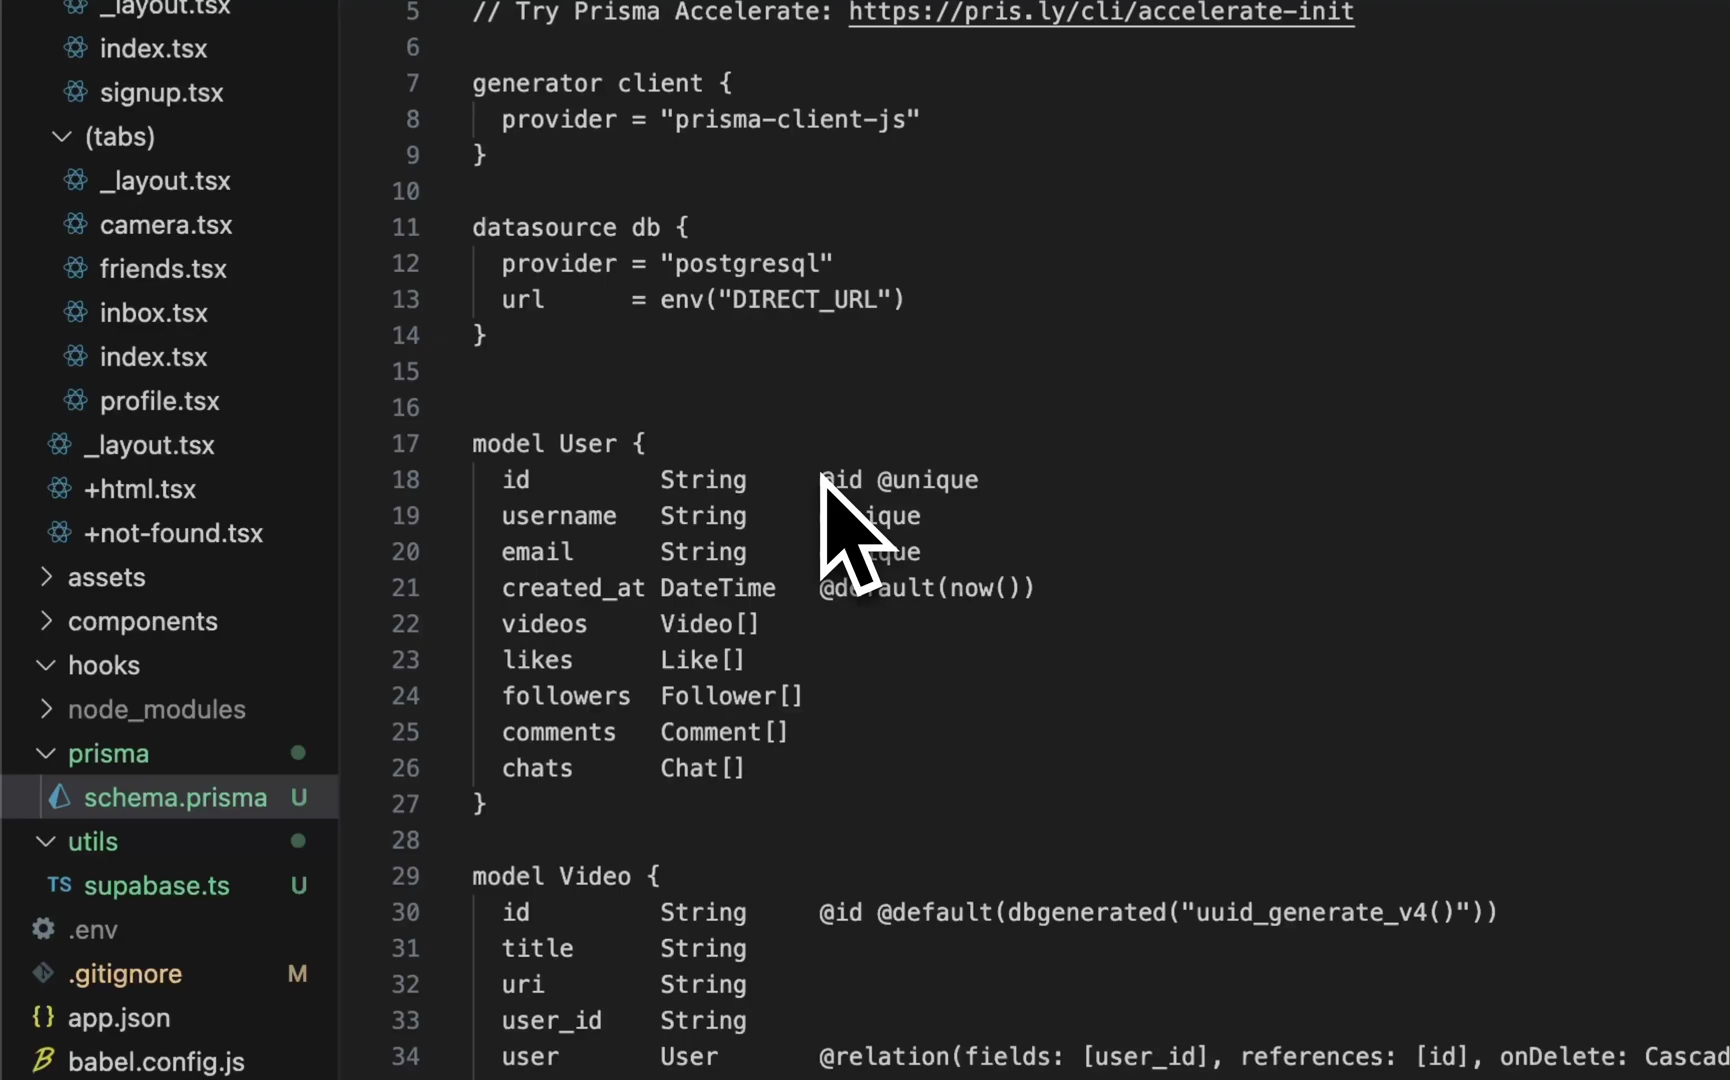 _layout.tsx
index.tsx
signup.tsx
(tabs)
_layout.tsx
camera.tsx
friends.tsx
inbox.tsx
index.tsx
profile.tsx
_layout.tsx
+html.tsx
+not-found.tsx
assets
components
hooks
node_modules
prisma
schema.prisma U
utils
TS supabase.ts U
.env
.gitignore M
{} app.json
babel.config.js
5 // Try Prisma Accelerate: https://pris.ly/cli/accelerate-init
6
7 generator client {
8 provider = "prisma-client-js"
9 }
10
11 datasource db {
12 provider = "postgresql"
13 url = env("DIRECT_URL")
14 }
15
16
17 model User {
18 id String @id @unique
19 username String
20 email String
21 created_at DateTime @default(now())
22 videos Video[]
23 likes Like[]
24 followers Follower[]
25 comments Comment[]
26 chats Chat[]
27 }
28
29 model Video {
30 id String @id @default(dbgenerated("uuid_generate_v4()"))
31 title String
32 uri String
33 user_id String
34 user User @relation(fields: [user_id], references: [id], onDelete: Cascad